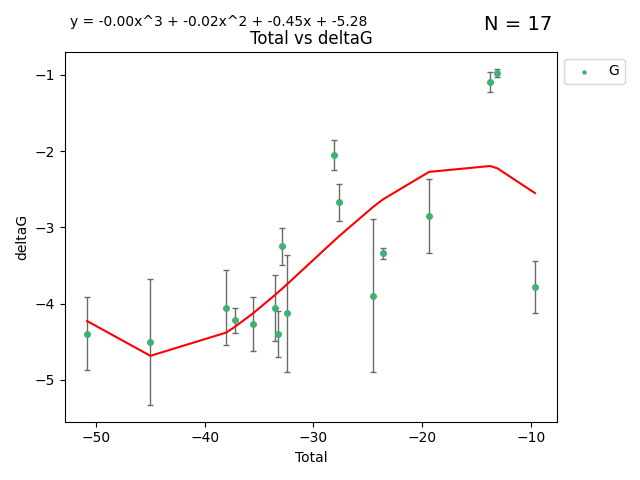 y = -0.00x^3 + -0.02x^2 + -0.45x + -5.28
N = 17
Total vs deltaG
G
deltaG
−1
−2
−3
−4
−5
−50
−40
−30
−20
−10
Total